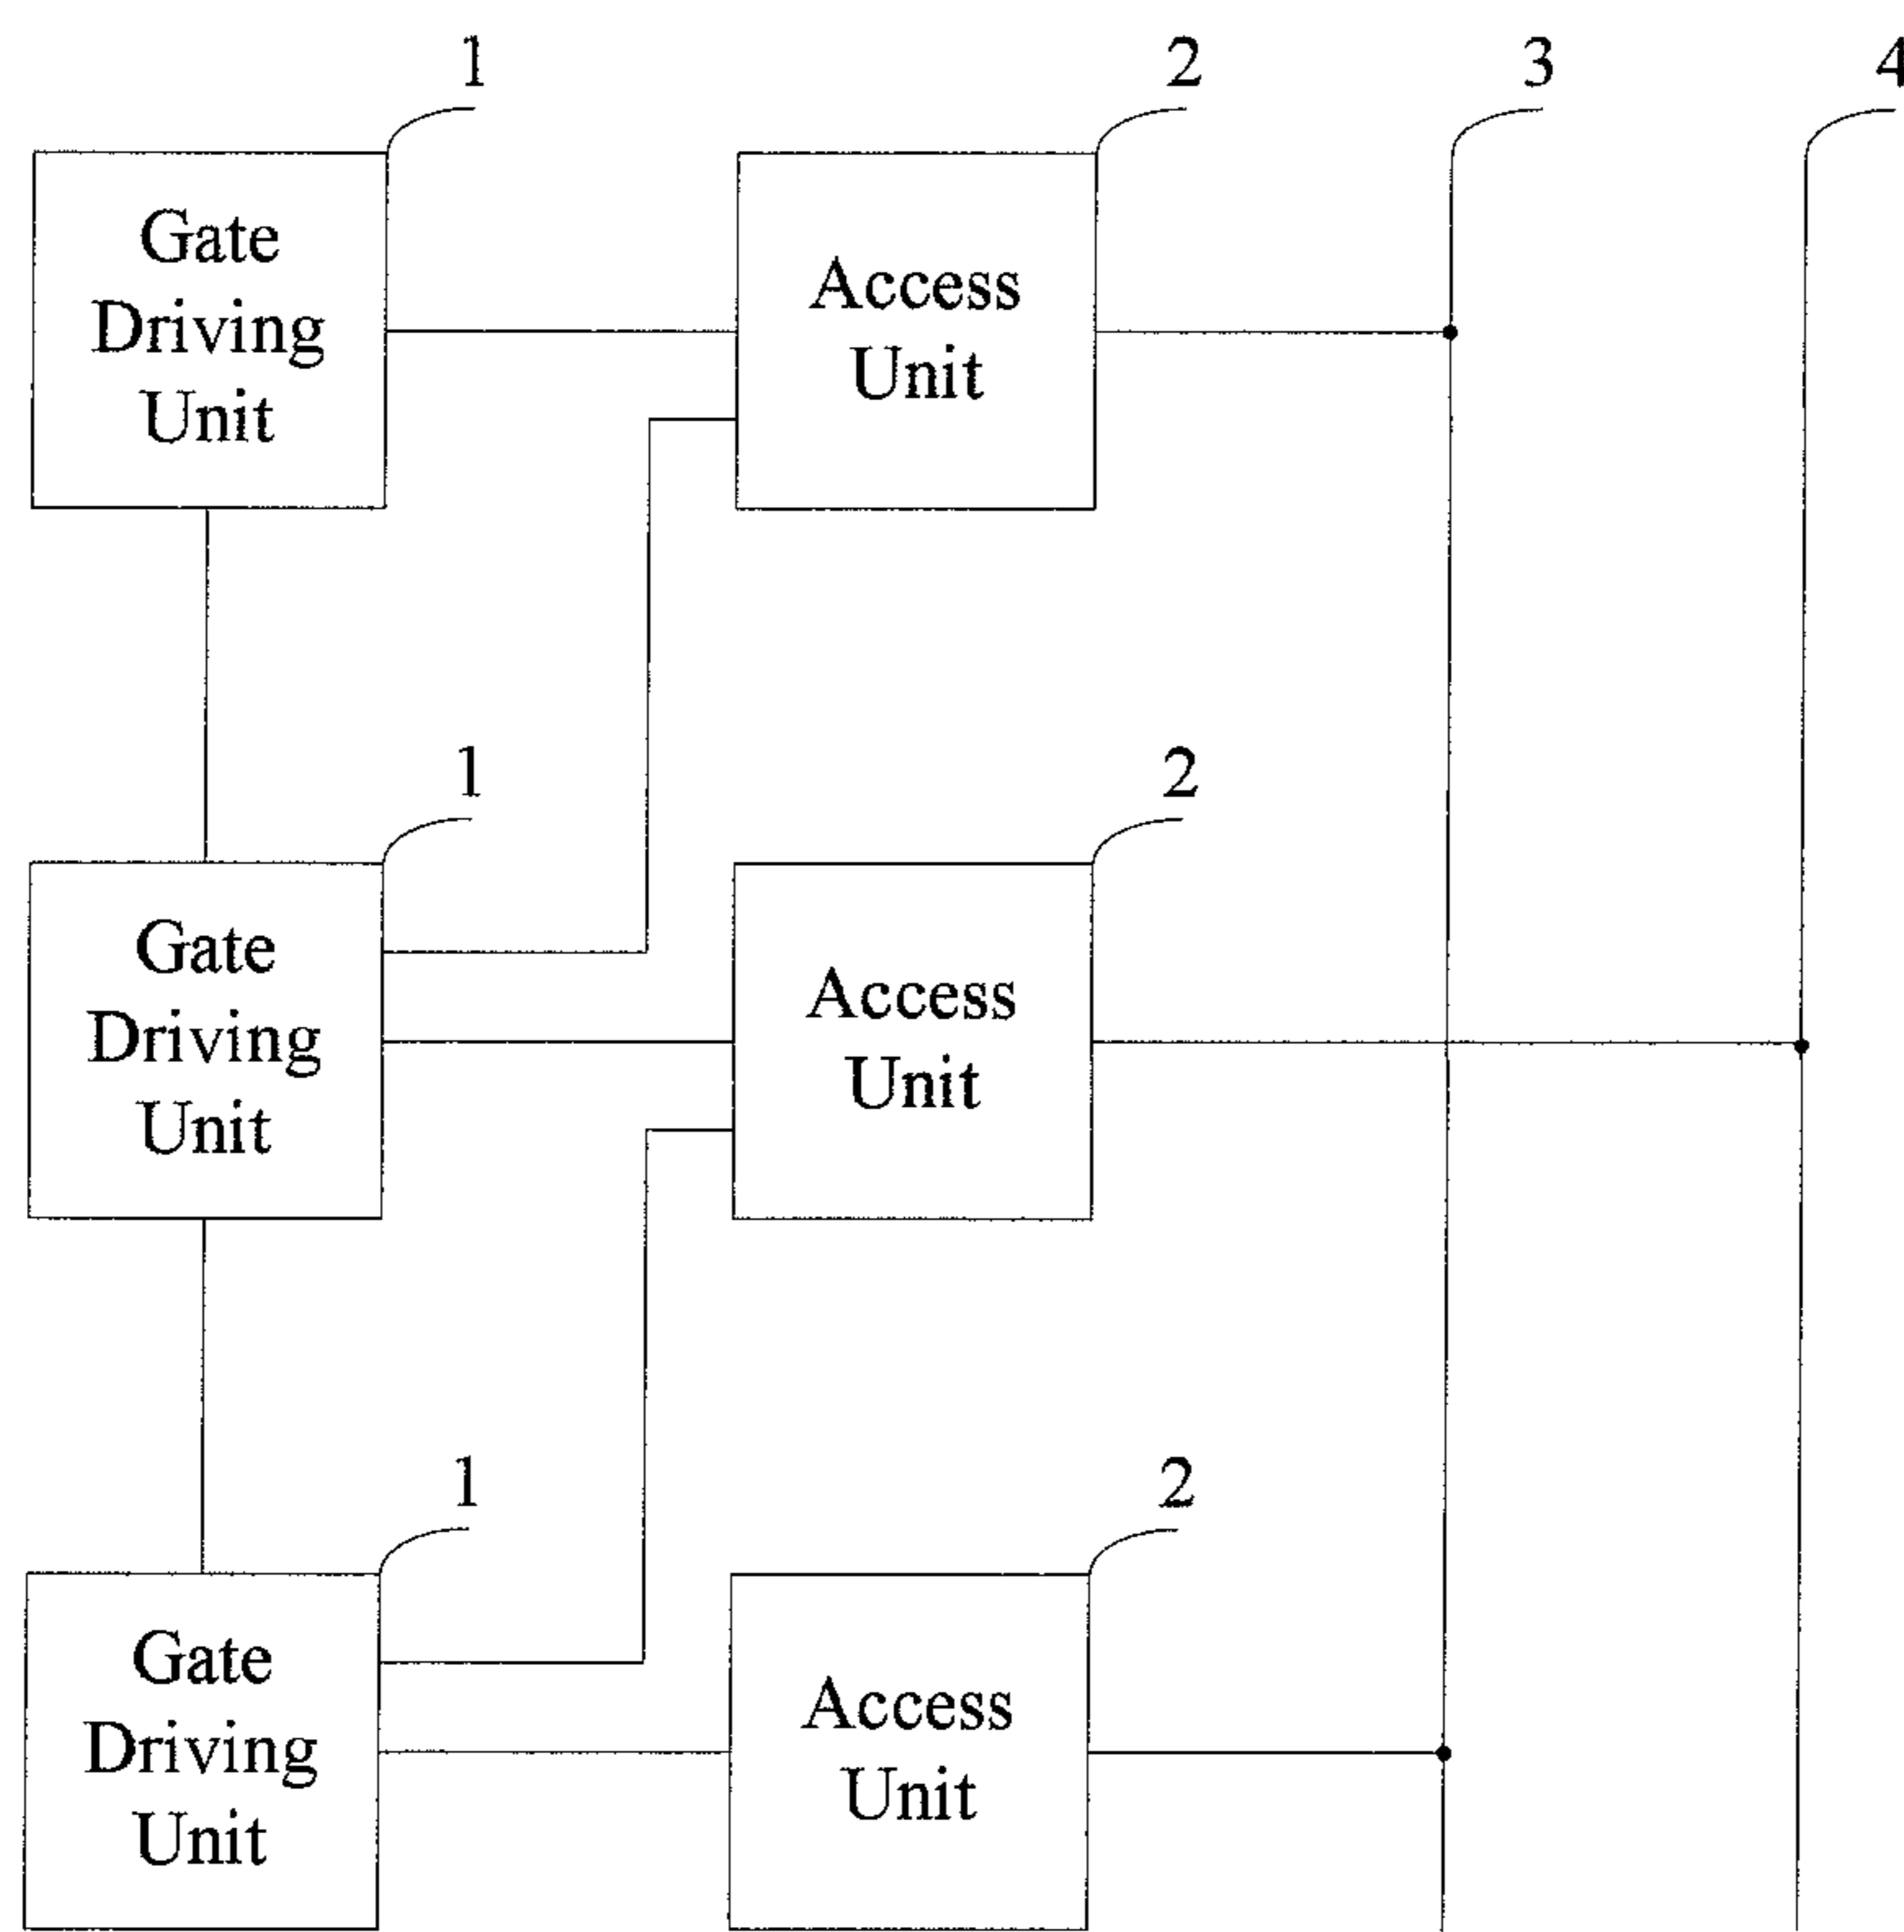 1
2
3
4
Gate
Driving
Unit
Access
Unit
1
2
Gate
Driving
Unit
Access
Unit
1
2
Gate
Driving
Unit
Access
Unit